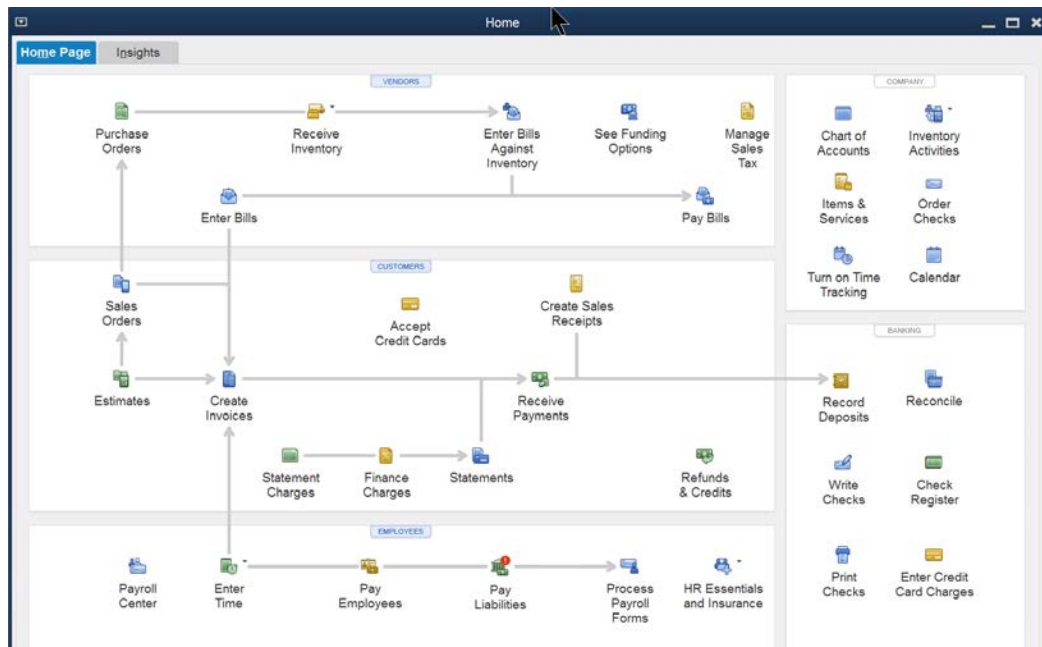 Home
Home Page
Insights
VENDORS
Purchase
Orders
Receive
Inventory
Enter Bills
Against
Inventory
See Funding
Options
Manage
Sales
Tax
Enter Bills
Pay Bills
CUSTOMERS
Sales
Orders
Accept
Credit Cards
Create Sales
Receipts
Estimates
Create
Invoices
Receive
Payments
Statement
Charges
Finance
Charges
Statements
Refunds
& Credits
EMPLOYEES
Payroll
Center
Enter
Time
Pay
Employees
Pay
Liabilities
Process
Payroll
Forms
HR Essentials
and Insurance
COMPANY
Chart of
Accounts
Inventory
Activities
Items &
Services
Order
Checks
Turn on Time
Tracking
Calendar
BANKING
Record
Deposits
Reconcile
Write
Checks
Check
Register
Print
Checks
Enter Credit
Card Charges